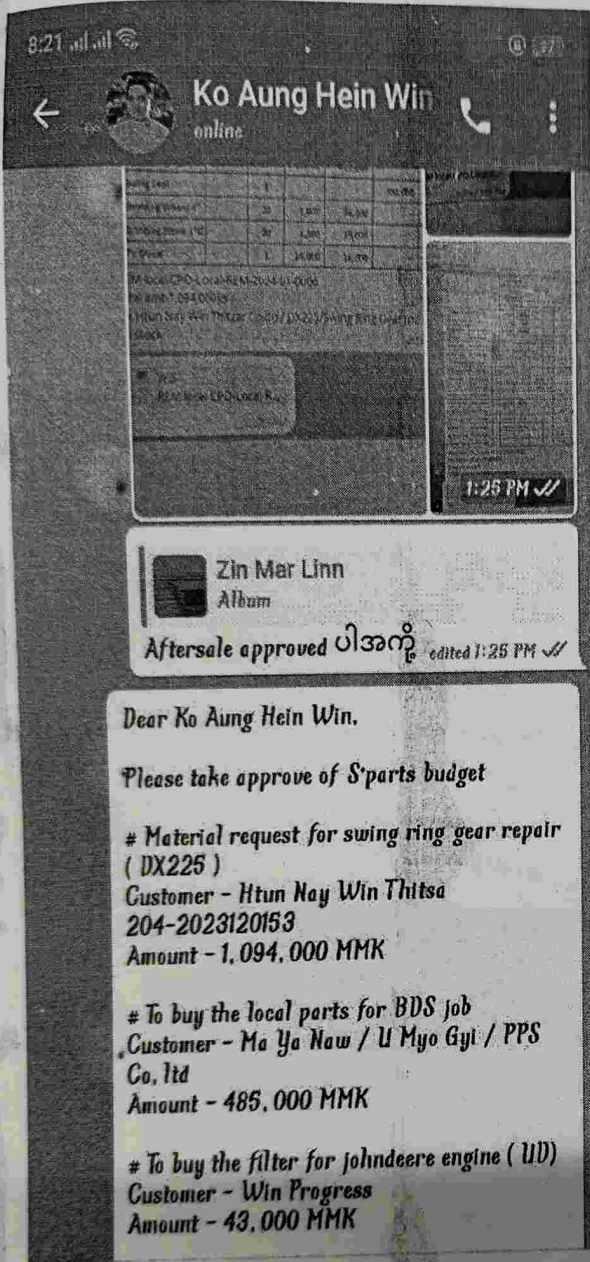 8:21
Ko Aung Hein Win
online
1:25 PM
Zin Mar Linn
Album
Aftersale approved ပါအကို့ edited 1:25 PM
Dear Ko Aung Hein Win,
Please take approve of S'parts budget
# Material request for swing ring gear repair
( DX225 )
Customer - Htun Nay Win Thitsa
204-2023120153
Amount - 1,094,000 MMK
# To buy the local parts for BDS job
Customer - Ma Ya Naw / U Myo Gyi / PPS
Co,ltd
Amount - 485,000 MMK
# To buy the filter for johndeere engine ( UD)
Customer - Win Progress
Amount - 43,000 MMK